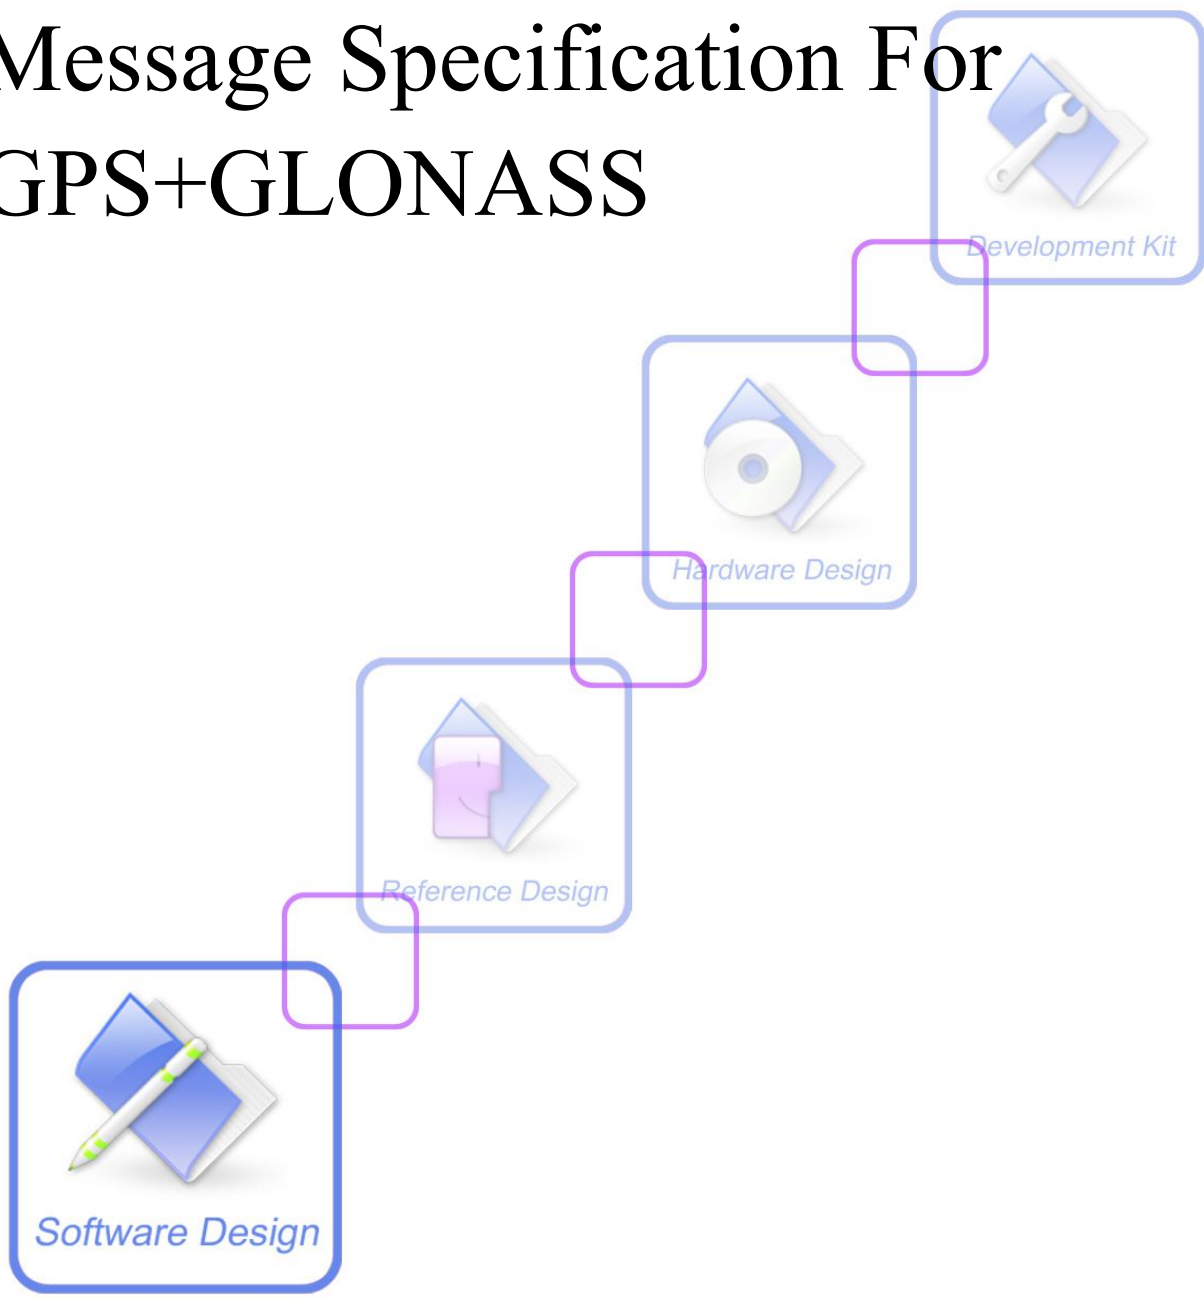 Message Specification For
GPS+GLONASS
Development Kit
Hardware Design
Reference Design
Software Design